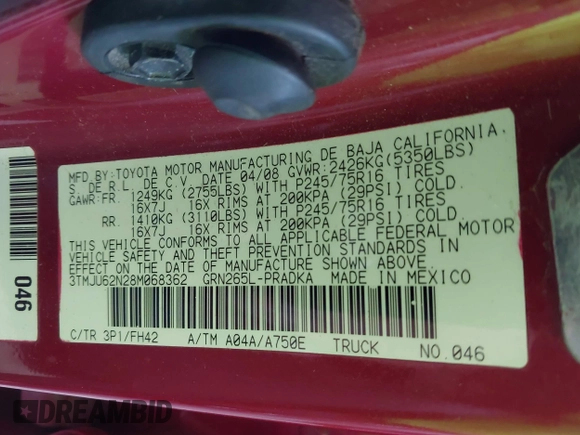 MFD.BY:TOYOTA MOTOR MANUFACTURING DE BAJA CALIFORNIA,
S. DE R.L. DE C.V. DATE 04/08 GVWR:2426KG(5350LBS)
GAWR:FR. 1249KG (2755LBS) WITH P245/75R16 TIRES
16X7J 16X RIMS AT 200KPA (29PSI) COLD.
RR. 1410KG (3110LBS) WITH P245/75R16 TIRES
16X7J 16X RIMS AT 200KPA (29PSI) COLD.
THIS VEHICLE CONFORMS TO ALL APPLICABLE FEDERAL MOTOR
VEHICLE SAFETY AND THEFT PREVENTION STANDARDS IN
EFFECT ON THE DATE OF MANUFACTURE SHOWN ABOVE.
3TMJU62N28M068362 GRN265L-PRADKA MADE IN MEXICO
C/TR 3P1/FH42 A/TM A04A/A750E TRUCK NO.046
046
DREAMBID